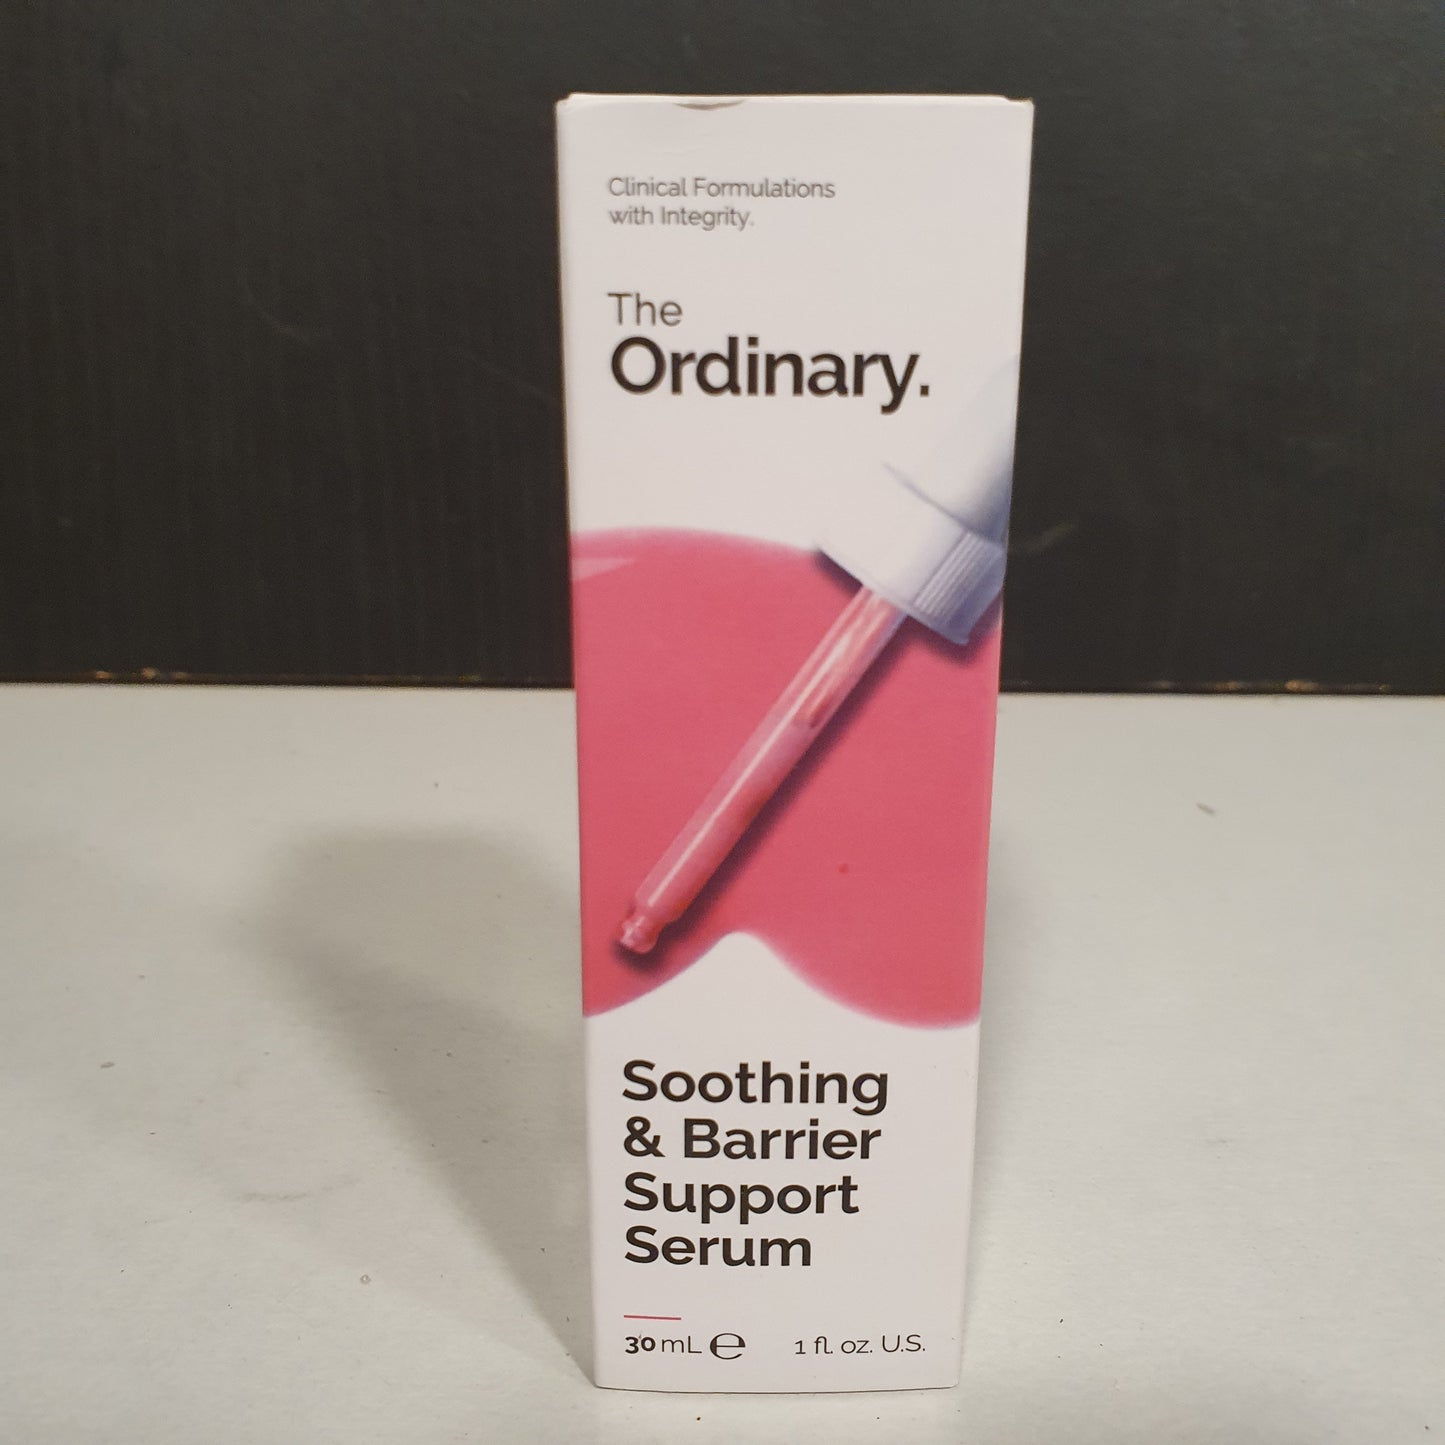 Clinical Formulations
with Integrity.
The
Ordinary.
Soothing
& Barrier
Support
Serum
30 mL ℮ 1 fl. oz. U.S.